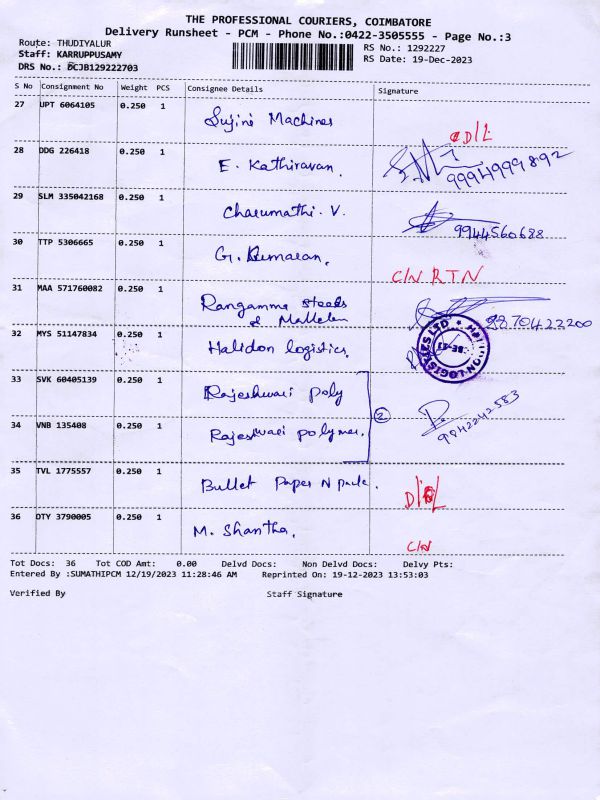 THE PROFESSIONAL COURIERS, COIMBATORE
Delivery Runsheet - PCM - Phone No.:0422-3505555 - Page No.:3
Route: THUDIYALUR
RS No.: 1292227
Staff: KARRUPPUSAMY
RS Date: 19-Dec-2023
DRS No.: BCJB129222703
S No Consignment No Weight PCS Consignee Details Signature
27 UPT 6064105 0.250 1 Sujini Machines
28 DDG 226418 0.250 1 E. Kathiravan. 9994999892
29 SLM 335042168 0.250 1 Charumathi. V. 9944560688
30 TTP 5306665 0.250 1 G. Kumaran. C/N RTN
31 MAA 571760082 0.250 1 Rangamma steels
& 9870422200
32 MYS 51147834 0.250 1 Halidon logistics.
33 SVK 60405139 0.250 1 Rajeshwari poly
34 VNB 135408 0.250 1 Rajeshwari polymer. 2 9842242583
35 TVL 1775557 0.250 1 Bullet Paper N pack. D/L
36 DTY 3790005 0.250 1 M. Shantha. C/N
Tot Docs: 36 Tot COD Amt: 0.00 Delvd Docs: Non Delvd Docs: Delvy Pts:
Entered By :SUMATHIPCM 12/19/2023 11:28:46 AM Reprinted On: 19-12-2023 13:53:03
Verified By Staff Signature